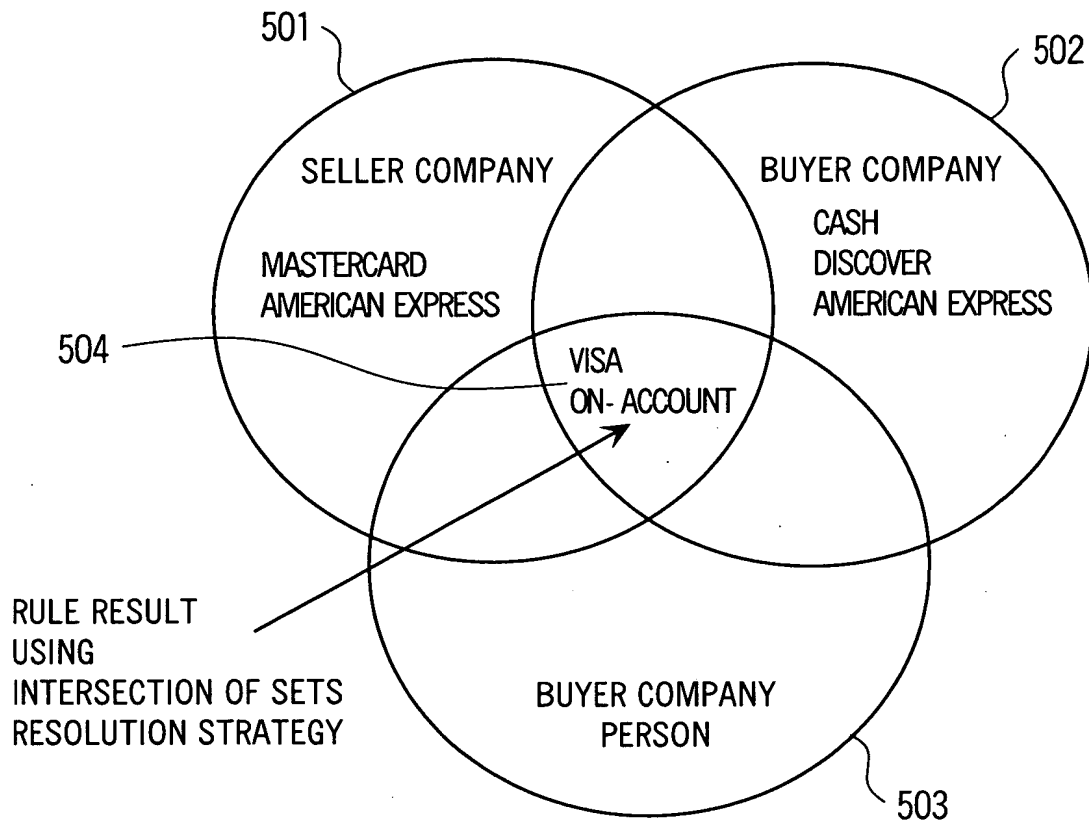 501
502
SELLER COMPANY
MASTERCARD
AMERICAN EXPRESS
BUYER COMPANY
CASH
DISCOVER
AMERICAN EXPRESS
504
VISA
ON-ACCOUNT
RULE RESULT
USING
INTERSECTION OF SETS
RESOLUTION STRATEGY
BUYER COMPANY
PERSON
503